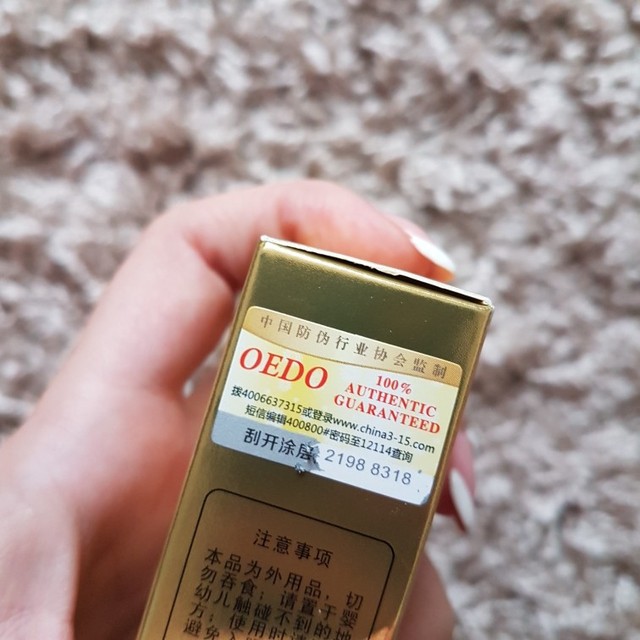 中国防伪行业协会监制
OEDO
100%
AUTHENTIC
GUARANTEED
拨4006637315或登录www.china3-15.com
短信编辑400800#密码至12114查询
刮开涂层 2198 8318
注意事项
本品为外用品，切
勿吞食；请置于婴
幼儿触碰不到的地
方；使用时请
避免